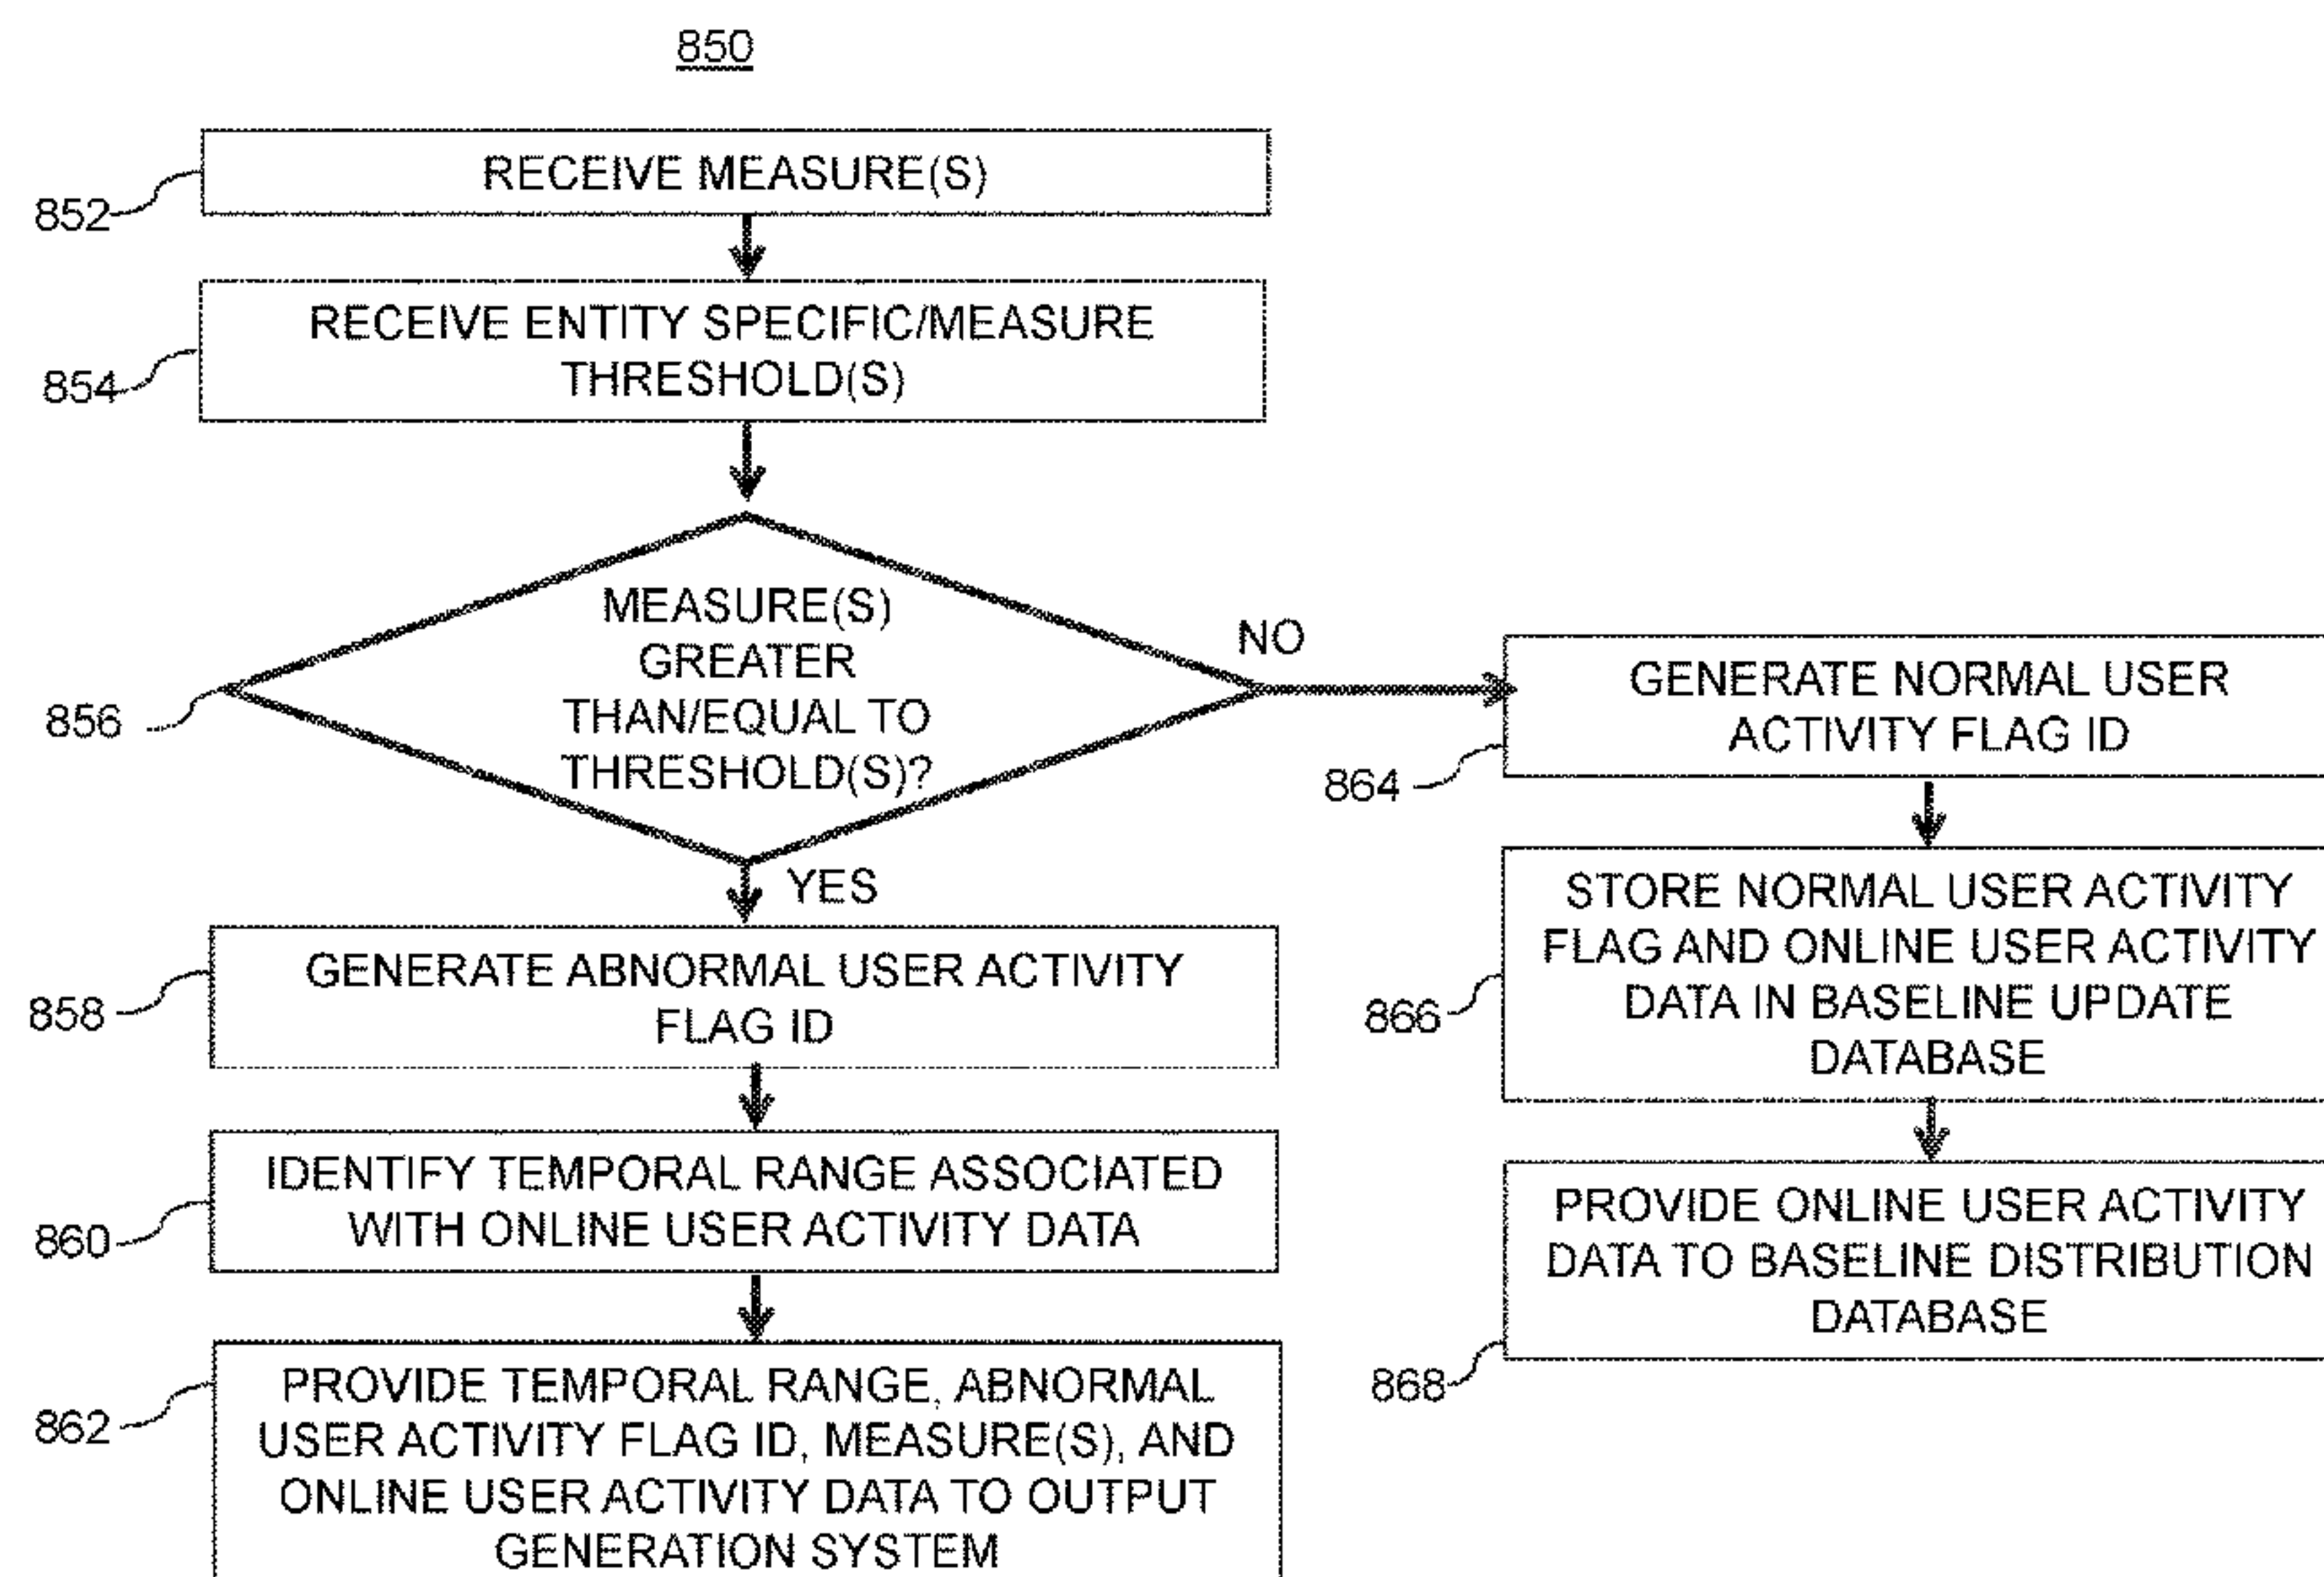 850
RECEIVE MEASURE(S)
852
RECEIVE ENTITY SPECIFIC/MEASURE
THRESHOLD(S)
854
MEASURE(S)
GREATER
THAN/EQUAL TO
THRESHOLD(S)?
856
NO
YES
GENERATE ABNORMAL USER ACTIVITY
FLAG ID
858
IDENTIFY TEMPORAL RANGE ASSOCIATED
WITH ONLINE USER ACTIVITY DATA
860
PROVIDE TEMPORAL RANGE, ABNORMAL
USER ACTIVITY FLAG ID, MEASURE(S), AND
ONLINE USER ACTIVITY DATA TO OUTPUT
GENERATION SYSTEM
862
GENERATE NORMAL USER
ACTIVITY FLAG ID
864
STORE NORMAL USER ACTIVITY
FLAG AND ONLINE USER ACTIVITY
DATA IN BASELINE UPDATE
DATABASE
866
PROVIDE ONLINE USER ACTIVITY
DATA TO BASELINE DISTRIBUTION
DATABASE
868